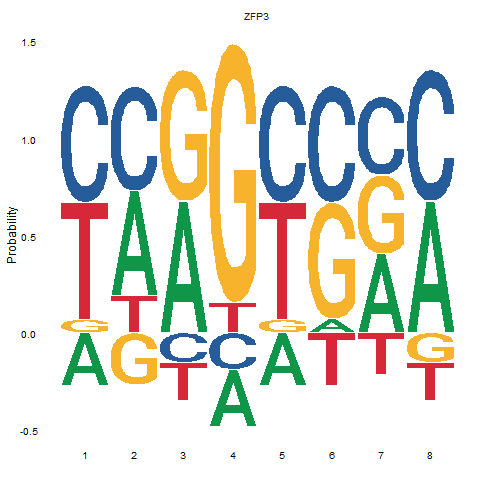 ZFP3
1.5
1.0
0.5
0.0
-0.5
Probability
C C G G C C C C
T A A T T G G A
G T C C G A A G
A G T A A T T T
1 2 3 4 5 6 7 8